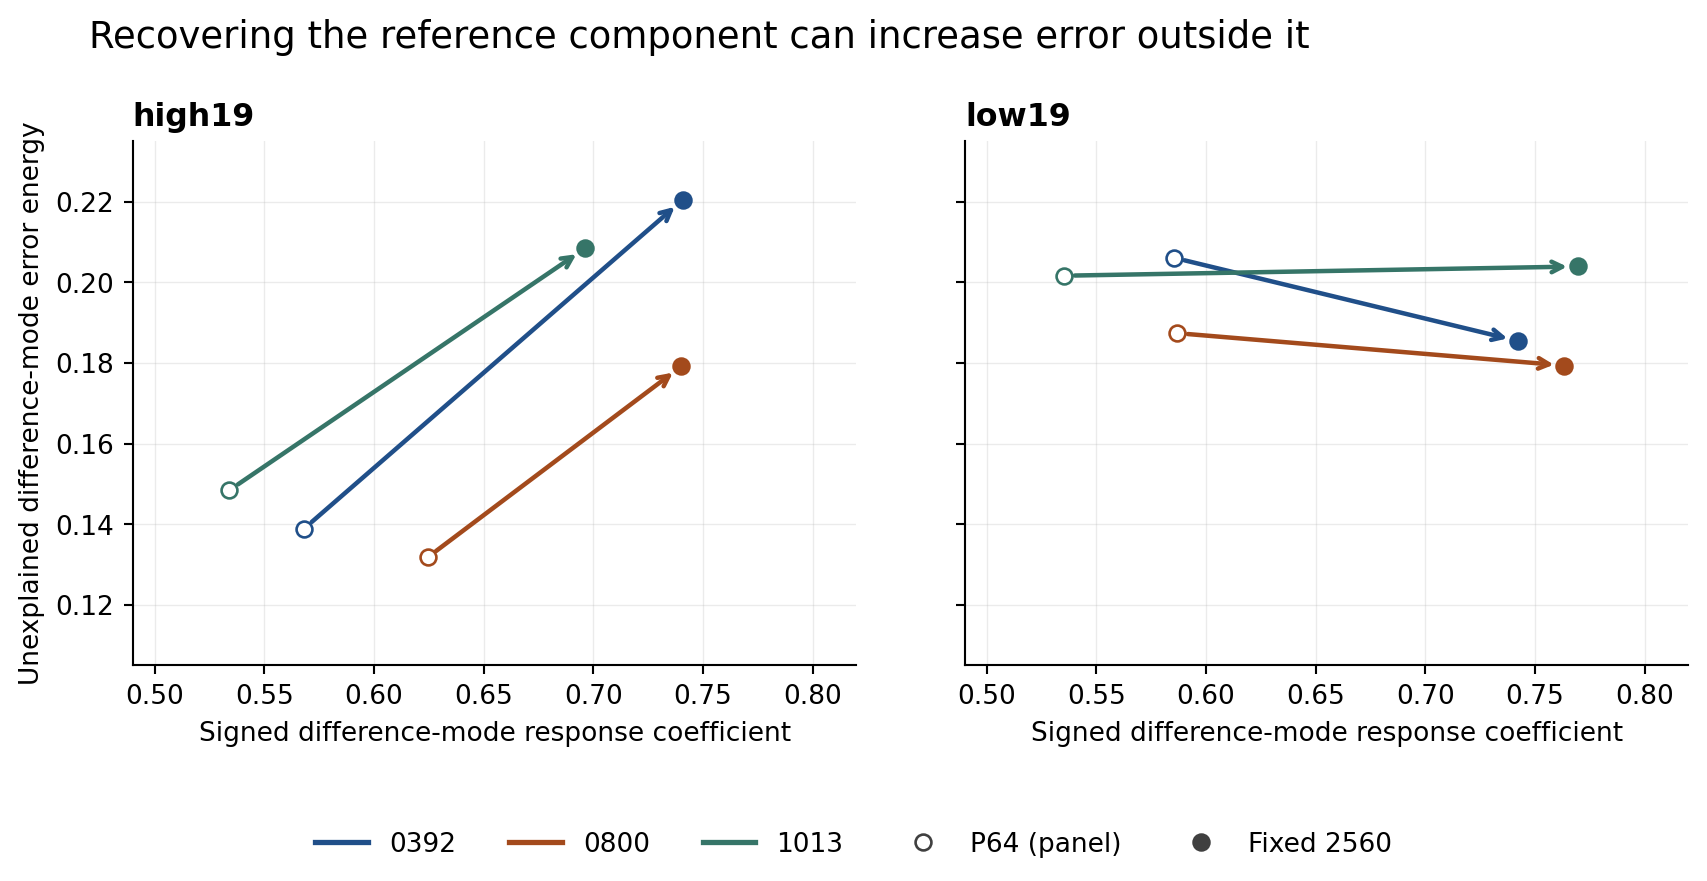 Recovering the reference component can increase error outside it
high19
low19
Unexplained difference-mode error energy
0.22
0.20
0.18
0.16
0.14
0.12
0.50 0.55 0.60 0.65 0.70 0.75 0.80
0.50 0.55 0.60 0.65 0.70 0.75 0.80
Signed difference-mode response coefficient
Signed difference-mode response coefficient
0392 0800 1013 P64 (panel) Fixed 2560